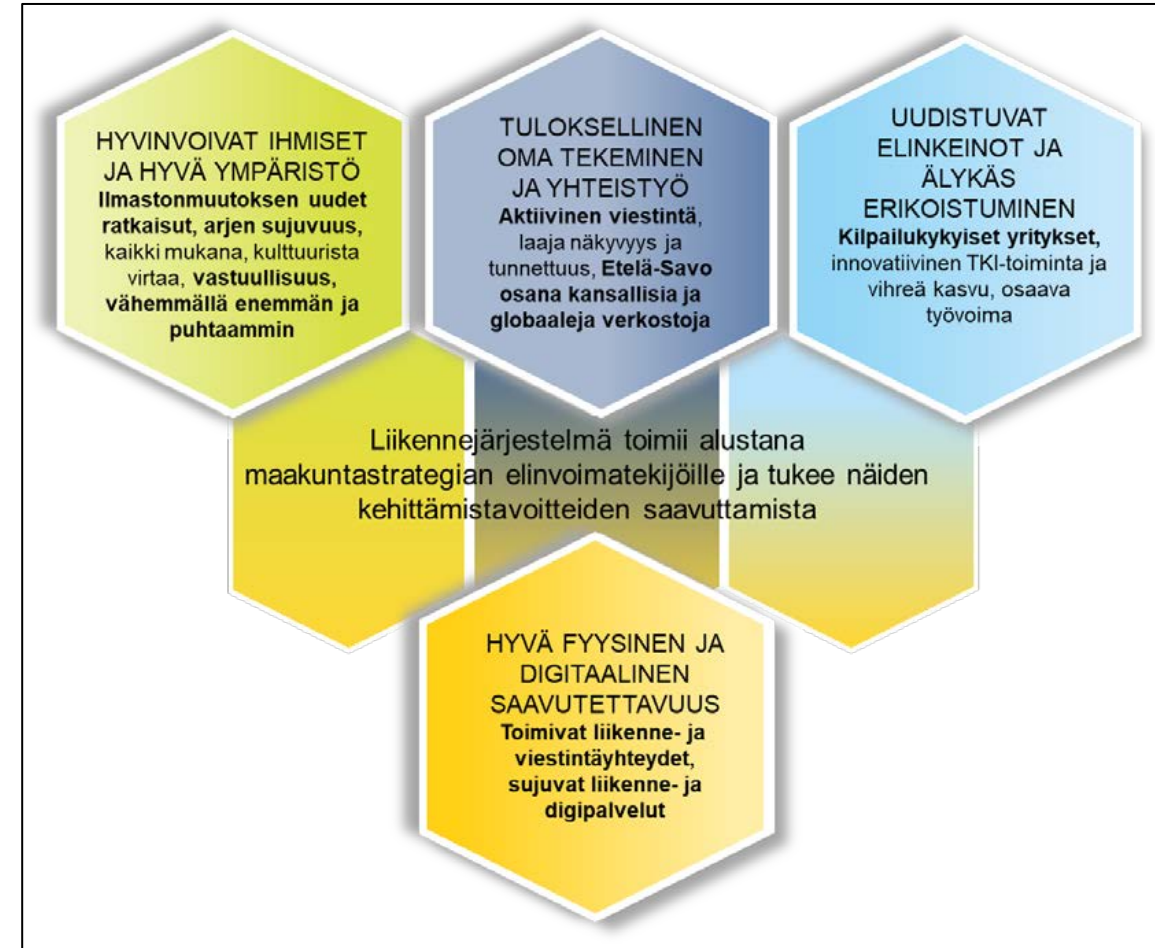 HYVINVOIVAT IHMISET
JA HYVÄ YMPÄRISTÖ
Ilmastonmuutoksen uudet
ratkaisut, arjen sujuvuus,
kaikki mukana, kulttuurista
virtaa, vastuullisuus,
vähemmällä enemmän ja
puhtaammin
TULOKSELLINEN
OMA TEKEMINEN
JA YHTEISTYÖ
Aktiivinen viestintä,
laaja näkyvyys ja
tunnettuus, Etelä-Savo
osana kansallisia ja
globaaleja verkostoja
UUDISTUVAT
ELINKEINOT JA
ÄLYKÄS
ERIKOISTUMINEN
Kilpailukykyiset yritykset,
innovatiivinen TKI-toiminta ja
vihreä kasvu, osaava
työvoima
Liikennejärjestelmä toimii alustana
maakuntastrategian elinvoimatekijöille ja tukee näiden
kehittämistavoitteiden saavuttamista
HYVÄ FYYSINEN JA
DIGITAALINEN
SAAVUTETTAVUUS
Toimivat liikenne- ja
viestintäyhteydet,
sujuvat liikenne- ja
digipalvelut